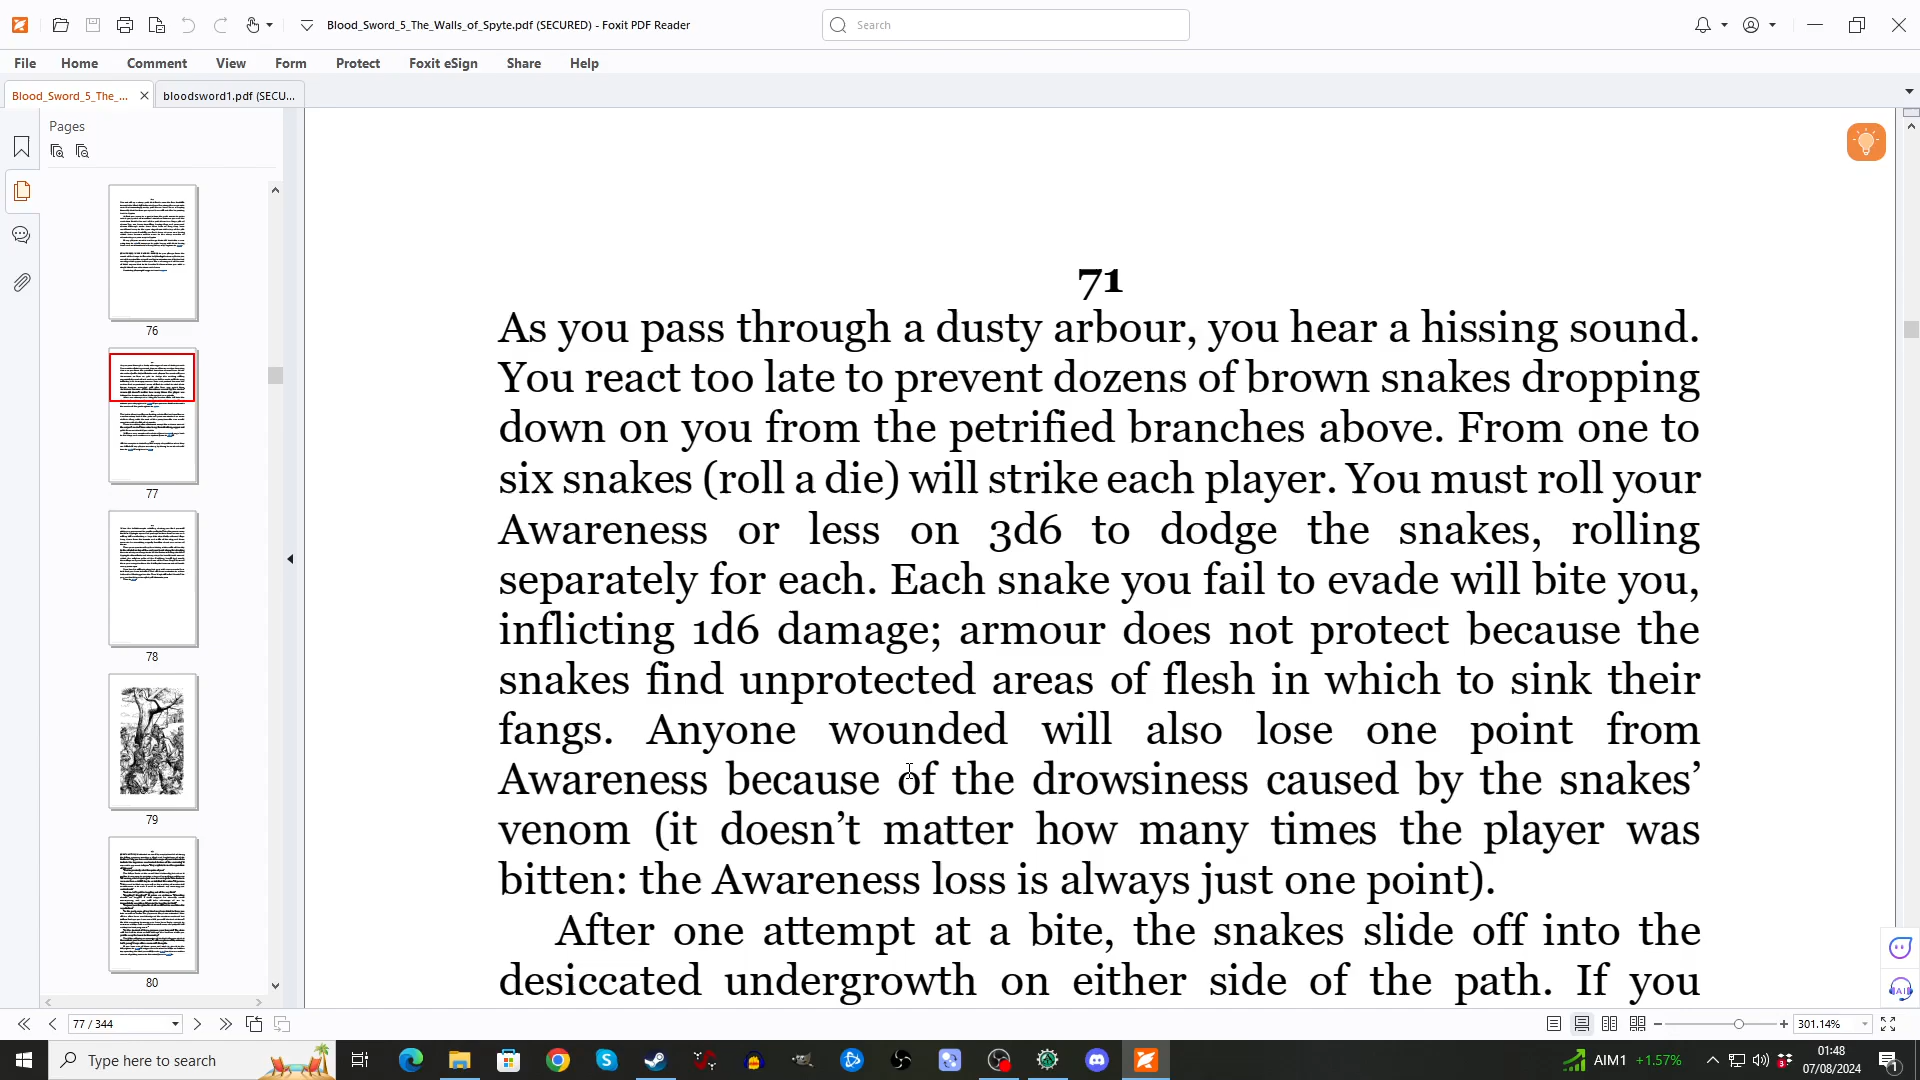 Blood_Sword_5_The_Walls_of_Spyte.pdf (SECURED) - Foxit PDF Reader
Search
File Home Comment View Form Protect Foxit eSign Share Help
Blood_Sword_5_The_... bloodsword1.pdf (SECU...
Pages
76
77
78
79
80
71
As you pass through a dusty arbour, you hear a hissing sound.
You react too late to prevent dozens of brown snakes dropping
down on you from the petrified branches above. From one to
six snakes (roll a die) will strike each player. You must roll your
Awareness or less on 3d6 to dodge the snakes, rolling
separately for each. Each snake you fail to evade will bite you,
inflicting 1d6 damage; armour does not protect because the
snakes find unprotected areas of flesh in which to sink their
fangs. Anyone wounded will also lose one point from
Awareness because of the drowsiness caused by the snakes’
venom (it doesn’t matter how many times the player was
bitten: the Awareness loss is always just one point).
After one attempt at a bite, the snakes slide off into the
desiccated undergrowth on either side of the path. If you
77 / 344
301.14%
Type here to search
AIM1 +1.57%
01:48
07/08/2024